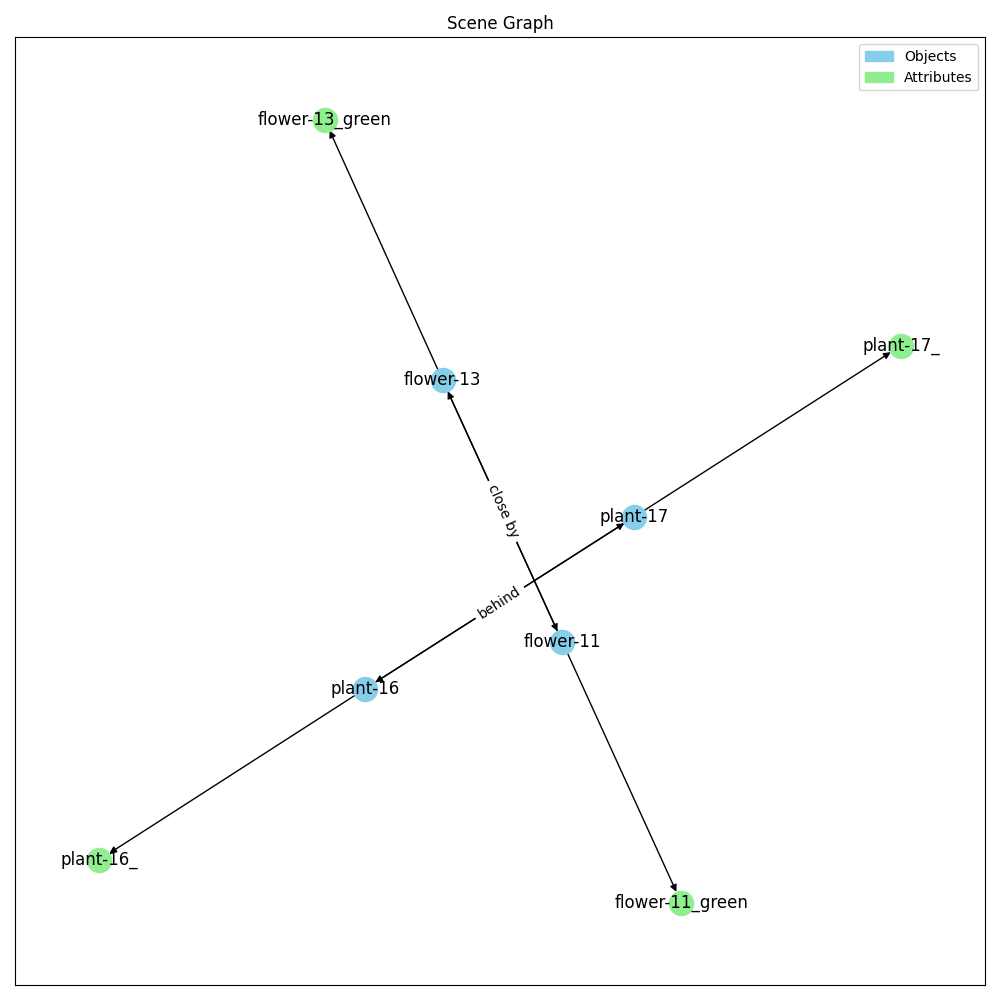 Scene Graph
Objects
Attributes
flower-13_green
plant-17_
flower-13
close by
plant-17
behind
flower-11
plant-16
plant-16_
flower-11_green